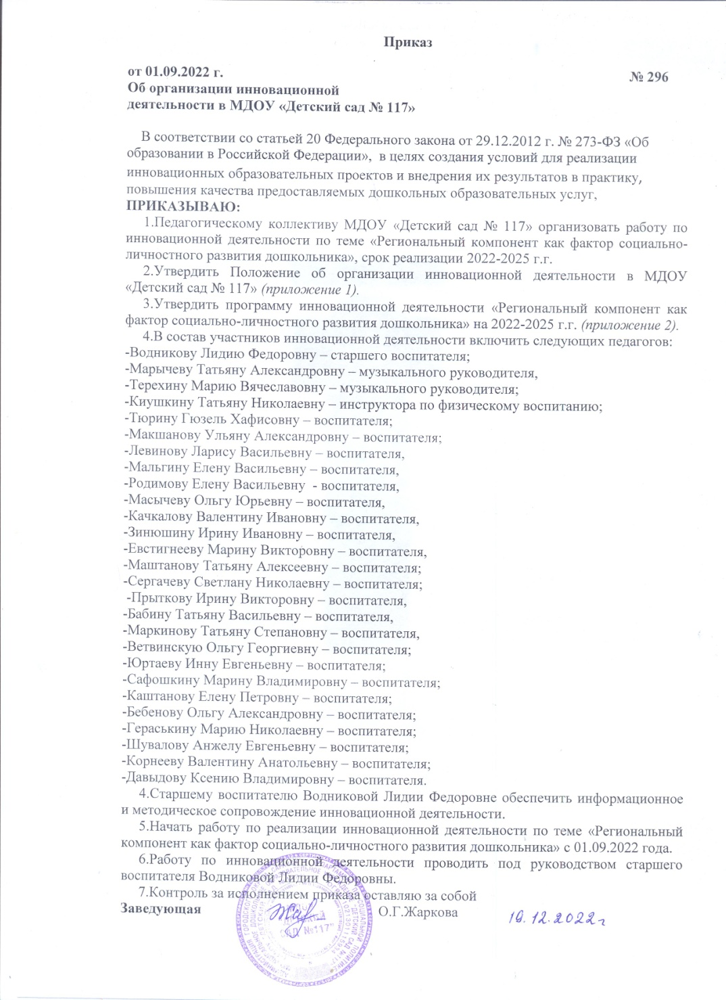 Приказ
от 01.09.2022 г.
№ 296
Об организации инновационной
деятельности в МДОУ «Детский сад № 117»
В соответствии со статьей 20 Федерального закона от 29.12.2012 г. № 273-ФЗ «Об
образовании в Российской Федерации»,  в целях создания условий для реализации
инновационных образовательных проектов и внедрения их результатов в практику,
повышения качества предоставляемых дошкольных образовательных услуг,
ПРИКАЗЫВАЮ:
1.Педагогическому коллективу МДОУ «Детский сад № 117» организовать работу по
инновационной деятельности по теме «Региональный компонент как фактор социально-
личностного развития дошкольника», срок реализации 2022-2025 г.г.
2.Утвердить Положение об организации инновационной деятельности в МДОУ
«Детский сад № 117» (приложение 1).
3.Утвердить программу инновационной деятельности «Региональный компонент как
фактор социально-личностного развития дошкольника» на 2022-2025 г.г. (приложение 2).
4.В состав участников инновационной деятельности включить следующих педагогов:
-Водникову Лидию Федоровну – старшего воспитателя;
-Марычеву Татьяну Александровну – музыкального руководителя,
-Терехину Марию Вячеславовну – музыкального руководителя;
-Киушкину Татьяну Николаевну – инструктора по физическому воспитанию;
-Тюрину Гюзель Хафисовну – воспитателя;
-Макшанову Ульяну Александровну – воспитателя;
-Левинову Ларису Васильевну – воспитателя,
-Мальгину Елену Васильевну – воспитателя,
-Родимову Елену Васильевну  - воспитателя,
-Масычеву Ольгу Юрьевну – воспитателя,
-Качкалову Валентину Ивановну – воспитателя,
-Зинюшину Ирину Ивановну – воспитателя,
-Евстигнееву Марину Викторовну – воспитателя,
-Маштанову Татьяну Алексеевну – воспитателя;
-Сергачеву Светлану Николаевну – воспитателя;
-Прыткову Ирину Викторовну – воспитателя,
-Бабину Татьяну Васильевну – воспитателя,
-Маркинову Татьяну Степановну – воспитателя,
-Ветвинскую Ольгу Георгиевну – воспитателя;
-Юртаеву Инну Евгеньевну – воспитателя;
-Сафошкину Марину Владимировну – воспитателя;
-Каштанову Елену Петровну – воспитателя;
-Бебенову Ольгу Александровну – воспитателя;
-Гераськину Марию Николаевну – воспитателя;
-Шувалову Анжелу Евгеньевну – воспитателя;
-Корнееву Валентину Анатольевну – воспитателя;
-Давыдову Ксению Владимировну – воспитателя.
4.Старшему воспитателю Водниковой Лидии Федоровне обеспечить информационное
и методическое сопровождение инновационной деятельности.
5.Начать работу по реализации инновационной деятельности по теме «Региональный
компонент как фактор социально-личностного развития дошкольника» с 01.09.2022 года.
6.Работу по инновационной деятельности проводить под руководством старшего
воспитателя Водниковой Лидии Федоровны.
7.Контроль за исполнением приказа оставляю за собой
Заведующая
О.Г.Жаркова
19.12.2022г
САД №117"